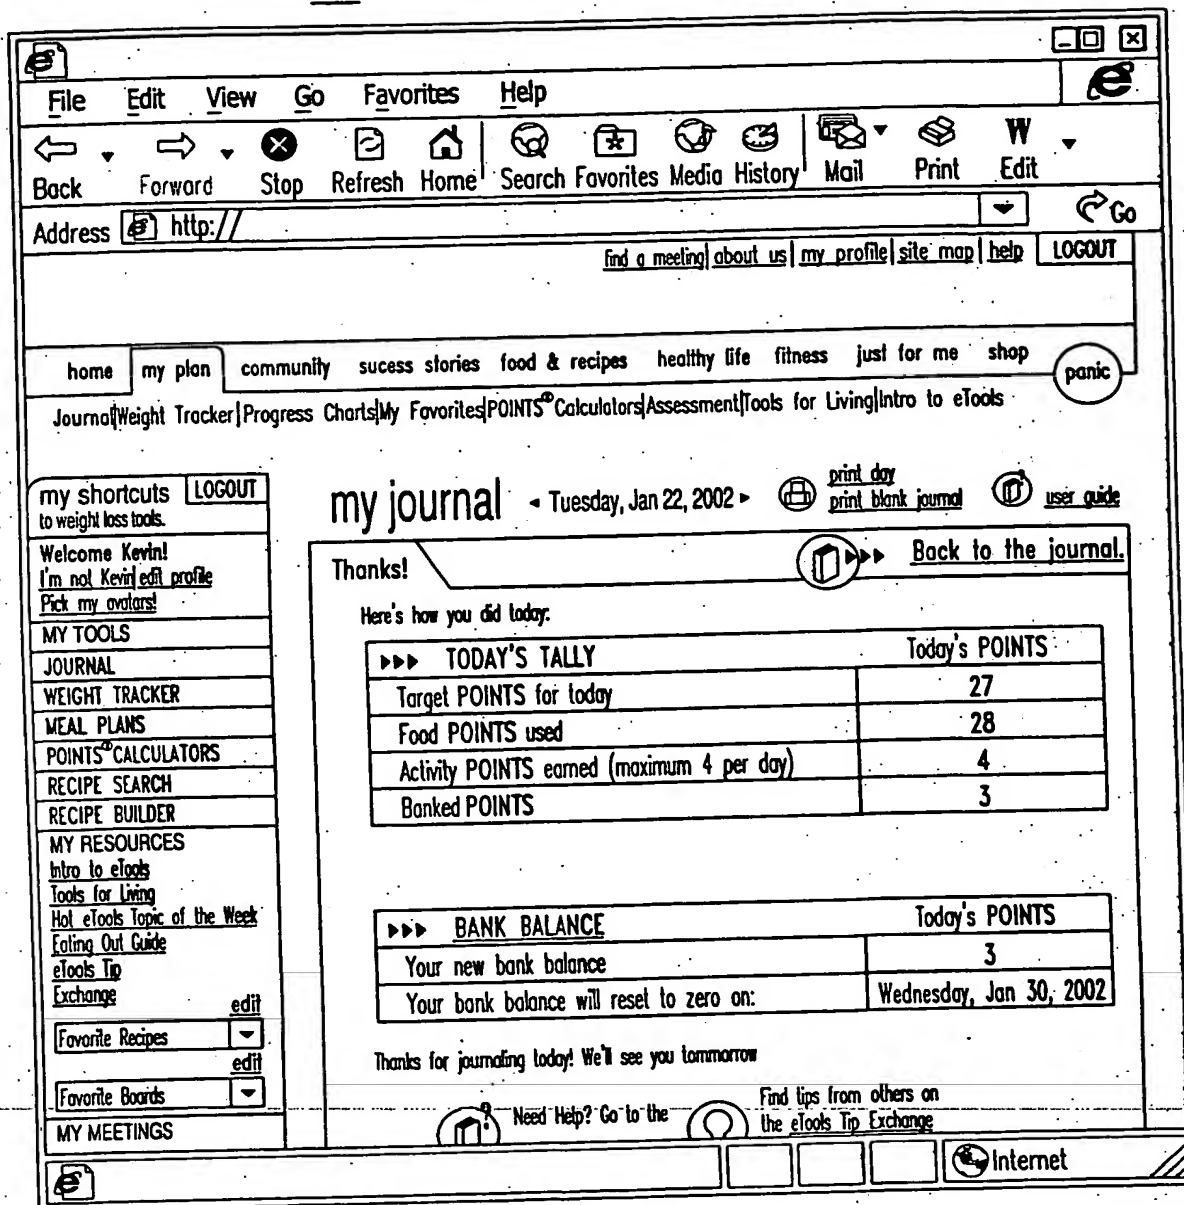 File Edit View Go Favorites Help
Back Forward Stop Refresh Home Search Favorites Media History Mail Print Edit
Address http:// Go
find a meeting| about us| my profile| site map| help LOGOUT
home my plan community sucess stories food & recipes healthy life fitness just for me shop panic
Journal|Weight Tracker|Progress Charts|My Favorites|POINTS® Calculators|Assessment|Tools for Living|Intro to eTools
my shortcuts LOGOUT
to weight loss tools.
Welcome Kevin!
I'm not Kevin| edit profile
Pick my avatars!
MY TOOLS
JOURNAL
WEIGHT TRACKER
MEAL PLANS
POINTS® CALCULATORS
RECIPE SEARCH
RECIPE BUILDER
MY RESOURCES
Intro to eTools
Tools for Living
Hot eTools Topic of the Week
Eating Out Guide
eTools Tip
Exchange
edit
Favorite Recipes
edit
Favorite Boards
MY MEETINGS
my journal ◂ Tuesday, Jan 22, 2002 ▸
print day
print blank journal
user guide
Thanks!
Back to the journal.
Here's how you did today:
▸▸▸ TODAY'S TALLY Today's POINTS
Target POINTS for today 27
Food POINTS used 28
Activity POINTS earned (maximum 4 per day) 4
Banked POINTS 3
▸▸▸ BANK BALANCE Today's POINTS
Your new bank balance 3
Your bank balance will reset to zero on: Wednesday, Jan 30, 2002
Thanks for journaling today! We'll see you tommorrow
Need Help? Go to the
Find tips from others on
the eTools Tip Exchange
Internet